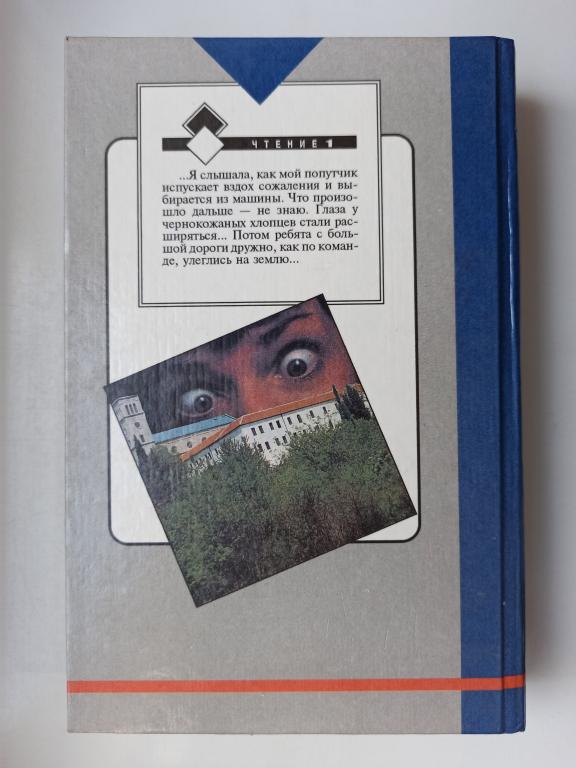 ЧТЕНИЕ 1
...Я слышала, как мой попутчик
испускает вздох сожаления и вы-
бирается из машины. Что произо-
шло дальше — не знаю. Глаза у
чернокожаных хлопцев стали рас-
ширяться... Потом ребята с боль-
шой дороги дружно, как по коман-
де, улеглись на землю...